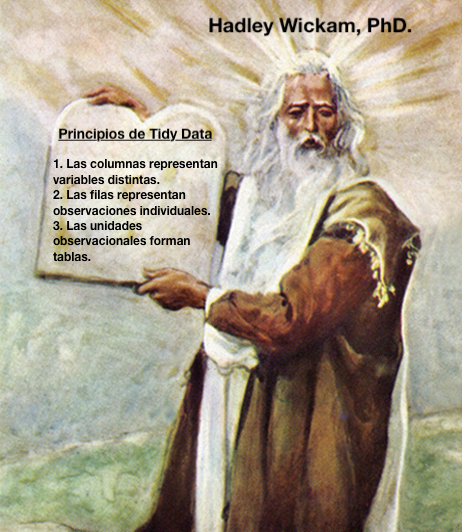 Hadley Wickam, PhD.
Principios de Tidy Data
1. Las columnas representan
variables distintas.
2. Las filas representan
observaciones individuales.
3. Las unidades
observacionales forman
tablas.